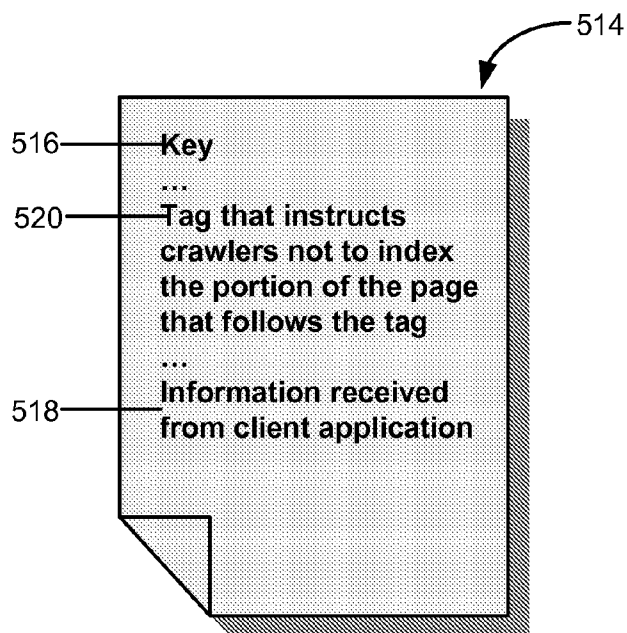 514
516
Key
...
520
Tag that instructs
crawlers not to index
the portion of the page
that follows the tag
...
518
Information received
from client application